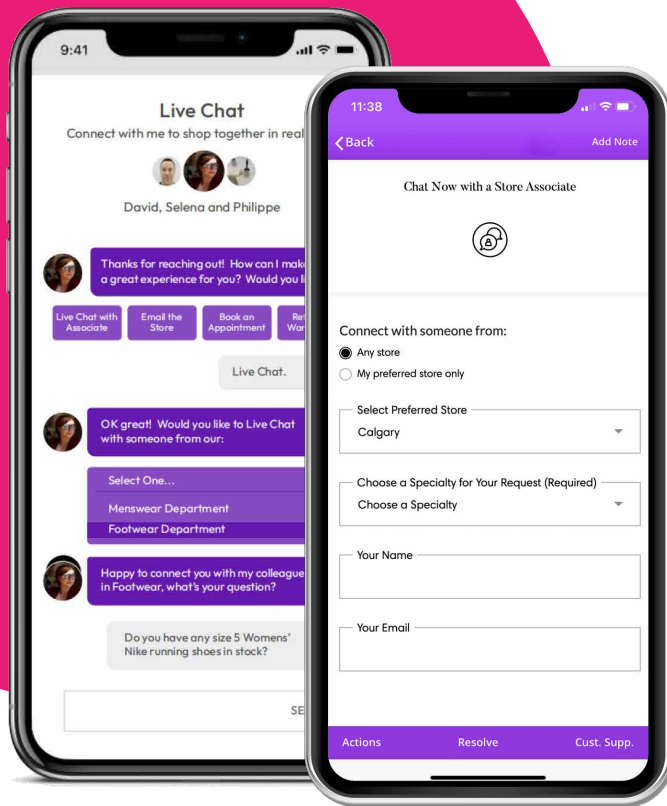 9:41
Live Chat
Connect with me to shop together in real
David, Selena and Philippe
Thanks for reaching out! How can I make
a great experience for you? Would you li
Live Chat with
Associate
Email the
Store
Book an
Appointment
Live Chat.
OK great! Would you like to Live Chat
with someone from our:
Select One...
Menswear Department
Footwear Department
Happy to connect you with my colleague
in Footwear, what's your question?
Do you have any size 5 Womens'
Nike running shoes in stock?
11:38
Back
Add Note
Chat Now with a Store Associate
Connect with someone from:
Any store
My preferred store only
Select Preferred Store
Calgary
Choose a Specialty for Your Request (Required)
Choose a Specialty
Your Name
Your Email
Actions
Resolve
Cust. Supp.